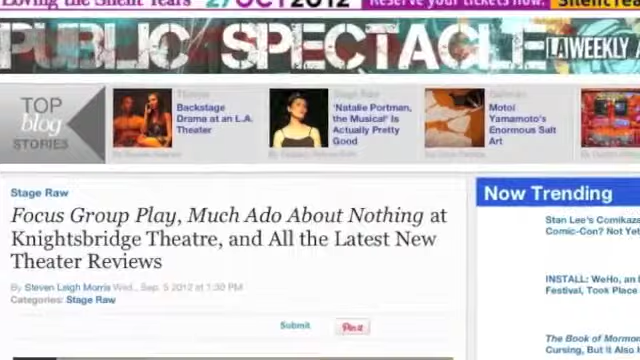 Loving the Silent Tears 27 OCT 2012 Reserve your tickets now.
PUBLIC SPECTACLE LA WEEKLY
TOP
blog
STORIES
Theater
Backstage
Drama at an L.A.
Theater
Stage Raw
'Natalie Portman,
the Musical' Is
Actually Pretty
Good
Motoi
Yamamoto's
Enormous Salt
Art
Stage Raw
Focus Group Play, Much Ado About Nothing at
Knightsbridge Theatre, and All the Latest New
Theater Reviews
By Steven Leigh Morris Wed., Sep. 5 2012 at 1:30 PM
Categories: Stage Raw
Submit Pin it
Now Trending
Stan Lee's Comikaze
Comic-Con? Not Yet
INSTALL: WeHo, an
Festival, Took Place
The Book of Mormo
Cursing, But It Also